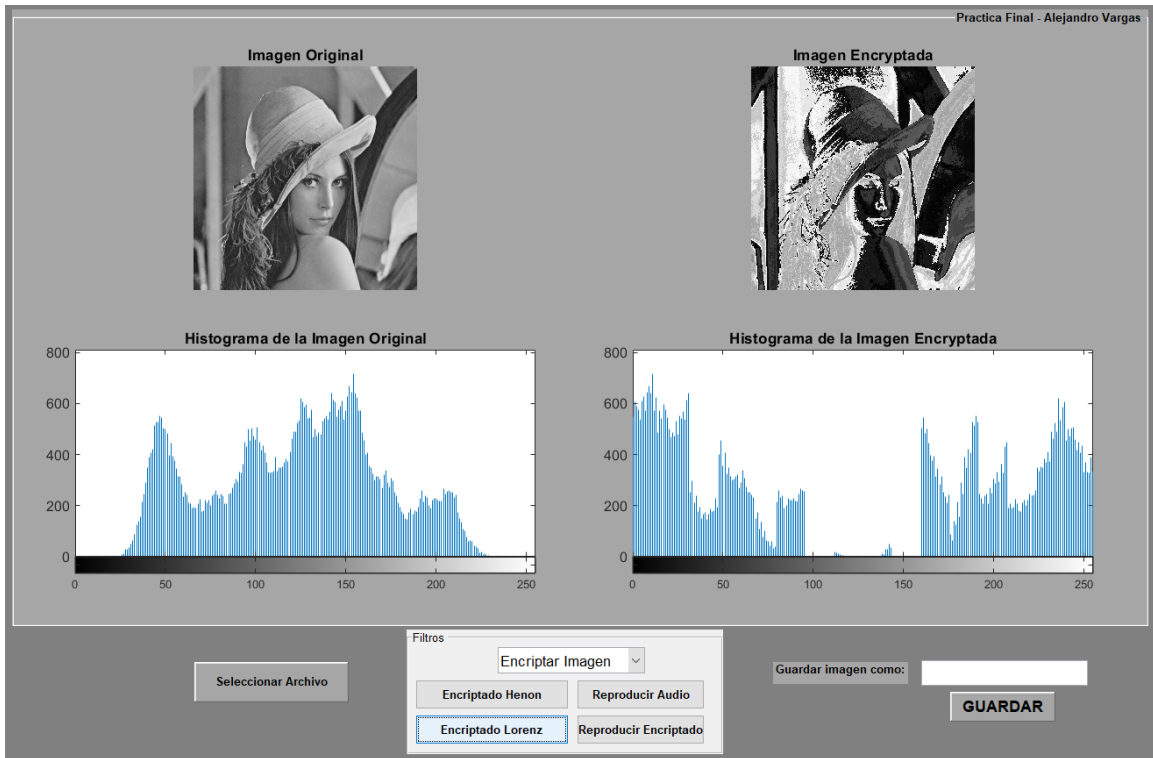 Practica Final - Alejandro Vargas
Imagen Original
Imagen Encryptada
Histograma de la Imagen Original
800
600
400
200
0
0 50 100 150 200 250
Histograma de la Imagen Encryptada
800
600
400
200
0
0 50 100 150 200 250
Filtros
Encriptar Imagen
Encriptado Henon
Reproducir Audio
Encriptado Lorenz
Reproducir Encriptado
Seleccionar Archivo
Guardar imagen como:
GUARDAR